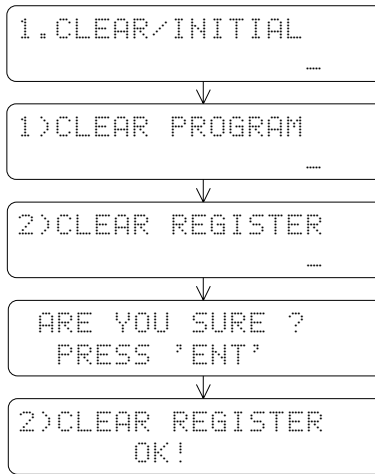 1.CLEAR/INITIAL
_
1)CLEAR PROGRAM
_
2)CLEAR REGISTER
_
ARE YOU SURE ?
PRESS 'ENT'
2)CLEAR REGISTER
OK!